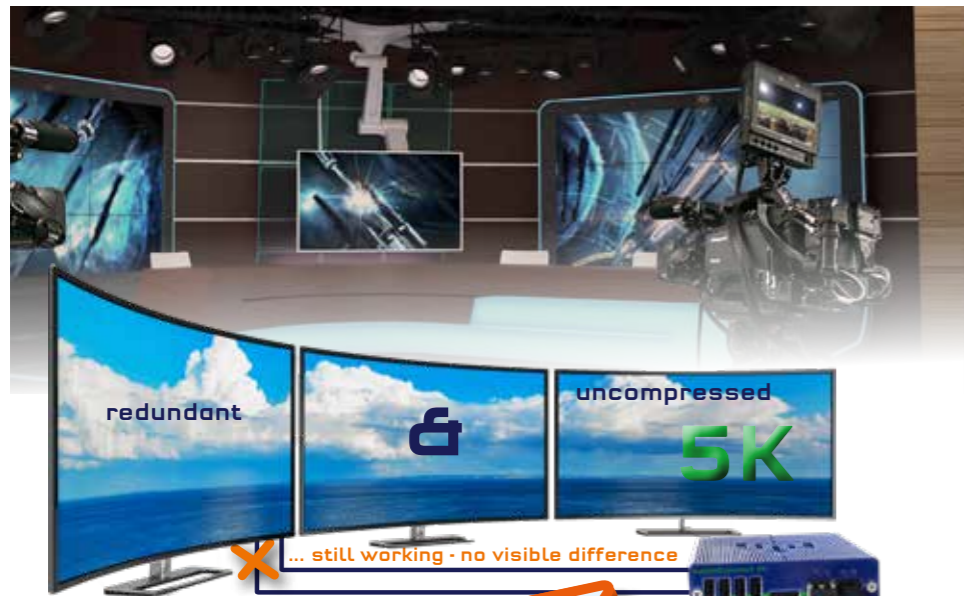 redundant
&
uncompressed
5K
... still working - no visible difference